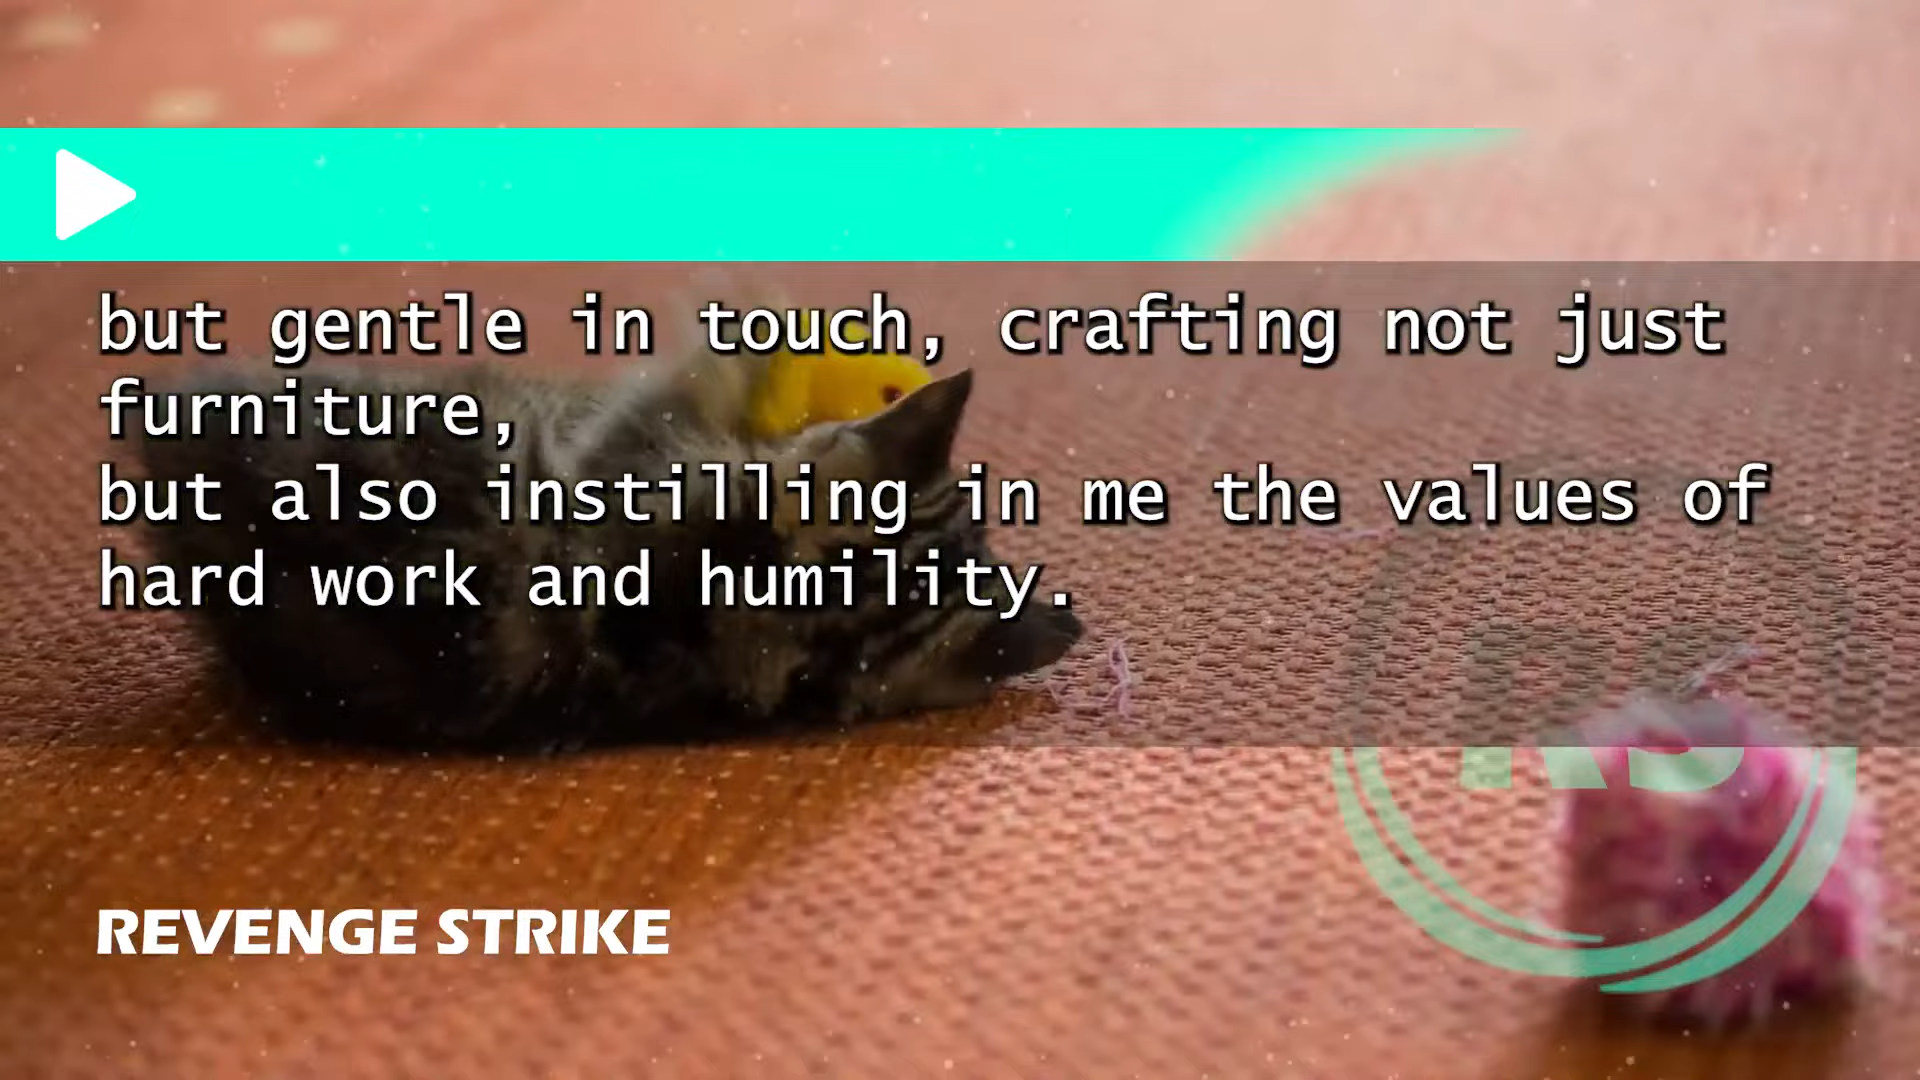 but gentle in touch, crafting not just
furniture,
but also instilling in me the values of
hard work and humility.
RS
REVENGE STRIKE